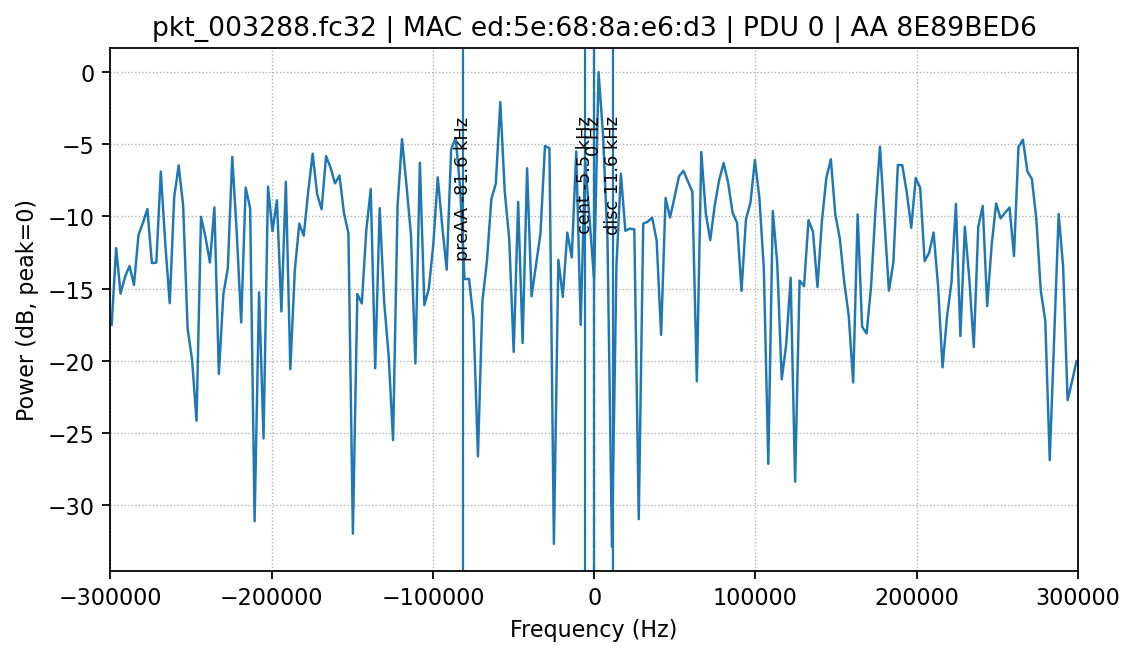 pkt_003288.fc32 | MAC ed:5e:68:8a:e6:d3 | PDU 0 | AA 8E89BED6
Power (dB, peak=0)
0
−5
−10
−15
−20
−25
−30
preAA -81.6 kHz
cent -5.5 kHz
0 Hz
disc 11.6 kHz
−300000
−200000
−100000
0
100000
200000
300000
Frequency (Hz)